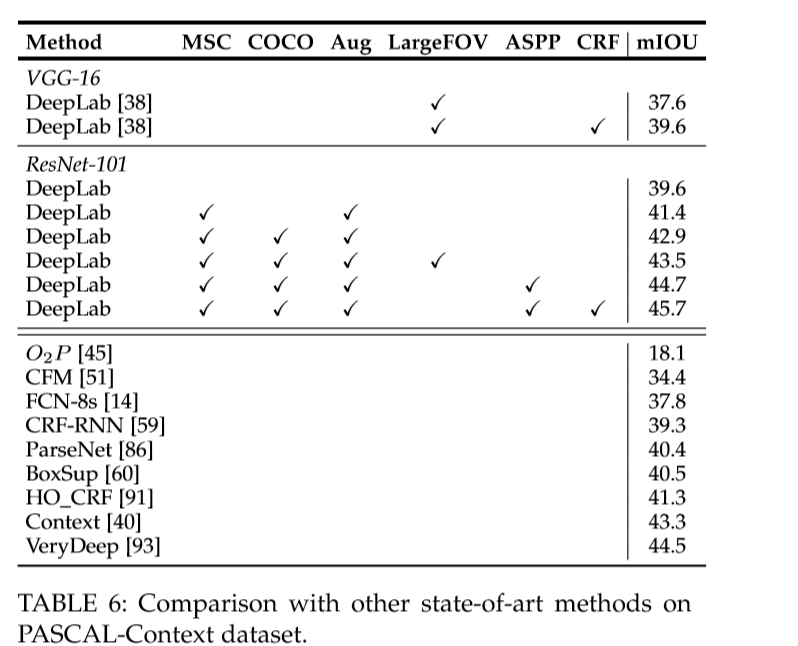 Method MSC COCO Aug LargeFOV ASPP CRF mIOU
VGG-16
DeepLab [38] ✓ 37.6
DeepLab [38] ✓ ✓ 39.6
ResNet-101
DeepLab 39.6
DeepLab ✓ ✓ 41.4
DeepLab ✓ ✓ ✓ 42.9
DeepLab ✓ ✓ ✓ ✓ 43.5
DeepLab ✓ ✓ ✓ ✓ 44.7
DeepLab ✓ ✓ ✓ ✓ ✓ 45.7
O₂P [45] 18.1
CFM [51] 34.4
FCN-8s [14] 37.8
CRF-RNN [59] 39.3
ParseNet [86] 40.4
BoxSup [60] 40.5
HO_CRF [91] 41.3
Context [40] 43.3
VeryDeep [93] 44.5
TABLE 6: Comparison with other state-of-art methods on
PASCAL-Context dataset.